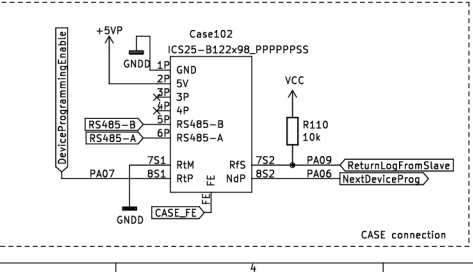 Case102
ICS25-B122x98_PPPPPPSS
+5VP
GNDD
1P GND
2P 5V
3P 3P
4P 4P
RS485-B 5P RS485-B
RS485-A 6P RS485-A
VCC
R110
10k
DeviceProgrammingEnable
7S1 RtM RfS 7S2 PA09 ReturnLogFromSlave
PA07 8S1 RtP NdP 8S2 PA06 NextDeviceProg
FE
FE
GNDD
CASE_FE
CASE connection
4